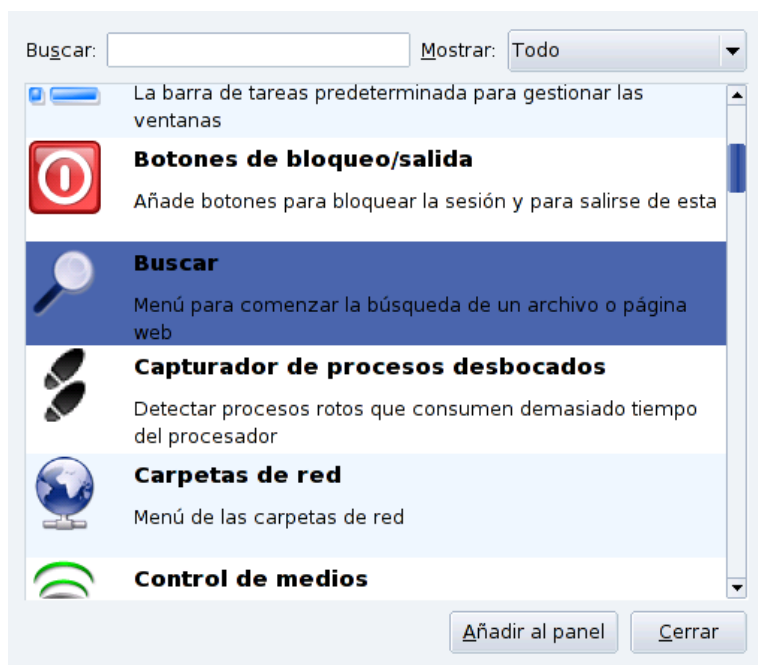 Buscar: Mostrar: Todo
La barra de tareas predeterminada para gestionar las
ventanas
Botones de bloqueo/salida
Añade botones para bloquear la sesión y para salirse de esta
Buscar
Menú para comenzar la búsqueda de un archivo o página
web
Capturador de procesos desbocados
Detectar procesos rotos que consumen demasiado tiempo
del procesador
Carpetas de red
Menú de las carpetas de red
Control de medios
Añadir al panel Cerrar